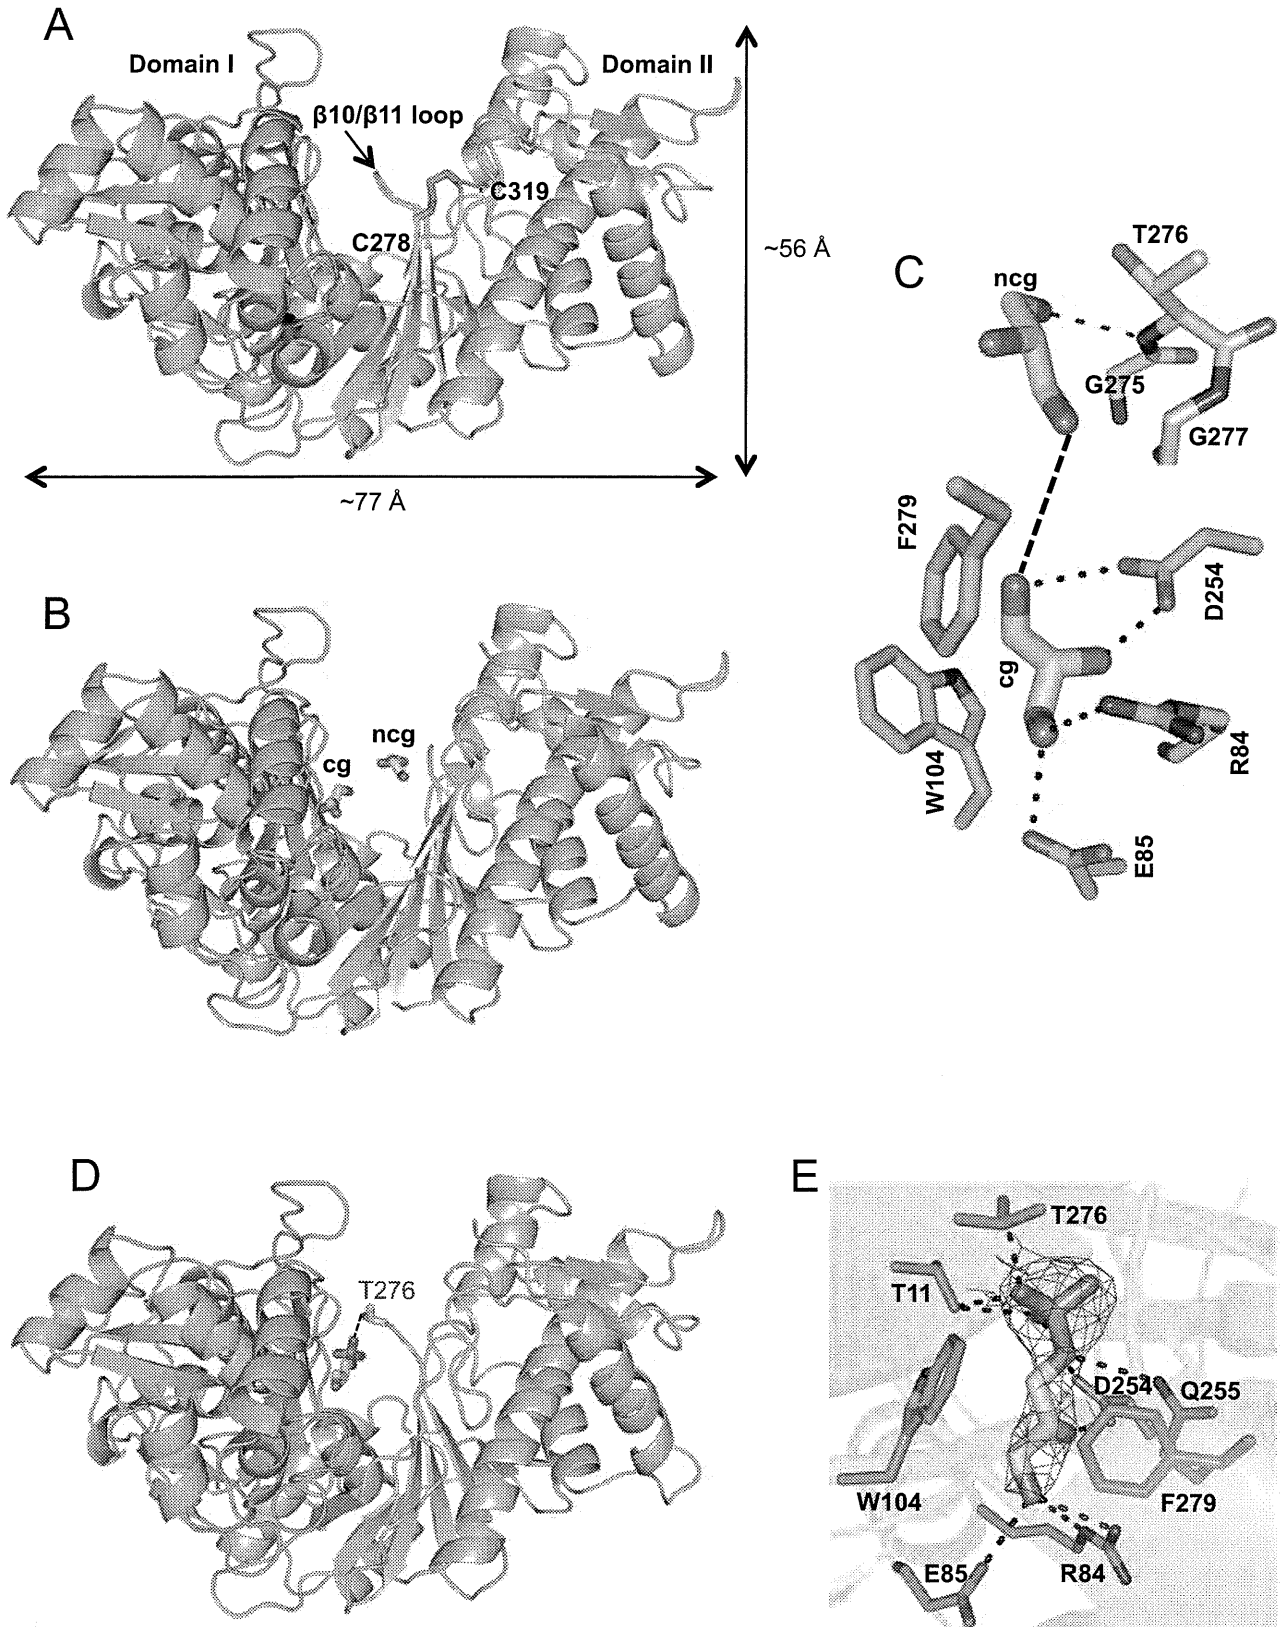 A
Domain I
Domain II
β10/β11 loop
C319
C278
~56 Å
~77 Å
B
cg
ncg
C
T276
ncg
G275
G277
F279
D254
cg
W104
R84
E85
D
T276
E
T276
T11
D254
Q255
W104
F279
E85
R84